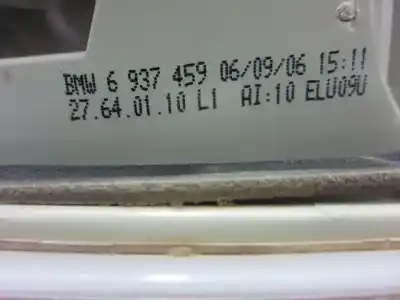 BMW 6 937 459 06/09/06 15:11
27.64.01.10 L1 AI:10 ELU09U